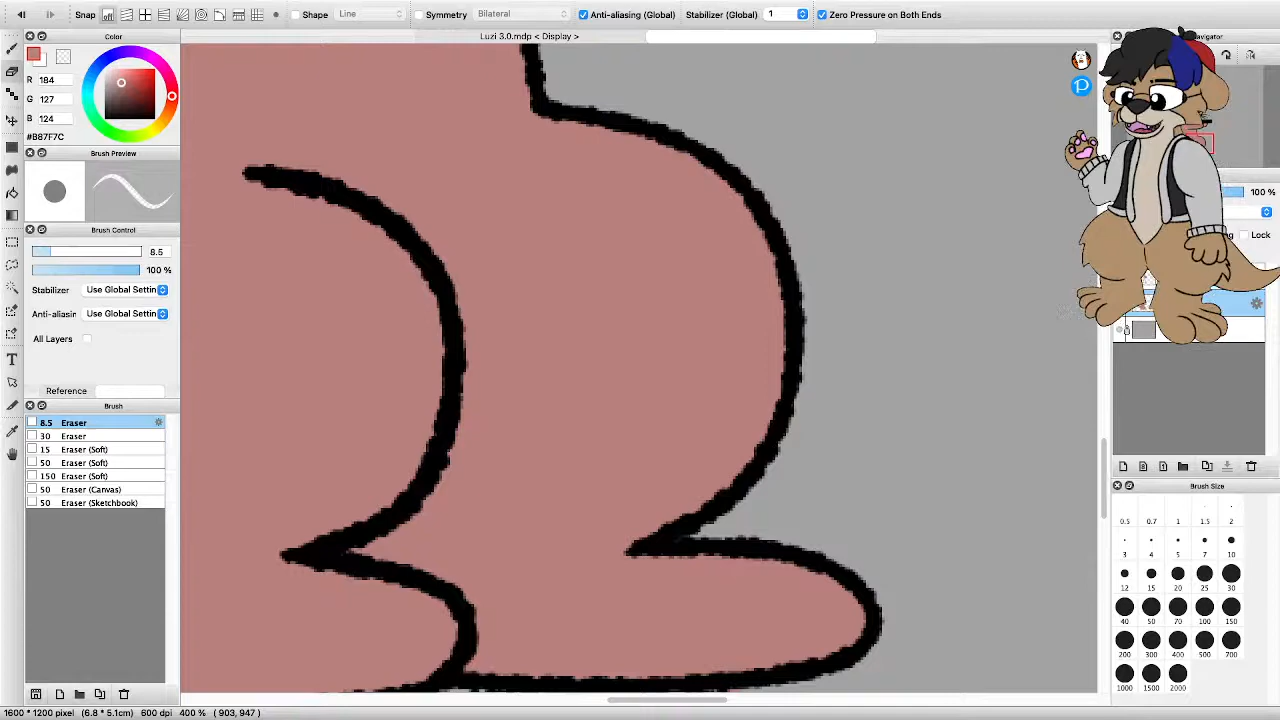 Snap
Shape
Line
Symmetry
Bilateral
Anti-aliasing (Global)
Stabilizer (Global)
1
Zero Pressure on Both Ends
Color
Luzi 3.0.mdp < Display >
avigator
R
184
G
127
B
124
#B87F7C
Brush Preview
Brush Control
8.5
100 %
Stabilizer
Use Global Settin
Anti-aliasin
Use Global Settin
All Layers
Reference
Brush
8.5 Eraser
30 Eraser
15 Eraser (Soft)
50 Eraser (Soft)
150 Eraser (Soft)
50 Eraser (Canvas)
50 Eraser (Sketchbook)
100 %
Lock
Brush Size
0.5 0.7 1 1.5 2
3 4 5 7 10
12 15 20 25 30
40 50 70 100 150
200 300 400 500 700
1000 1500 2000
1600 * 1200 pixel (6.8 * 5.1cm) 600 dpi 400 % ( 903, 947 )